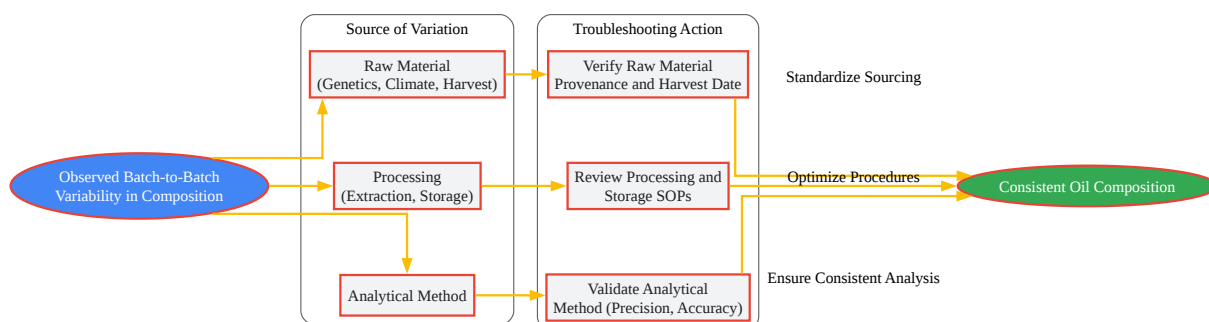 Source of Variation
Troubleshooting Action
Raw Material
(Genetics, Climate, Harvest)
Verify Raw Material
Provenance and Harvest Date
Standardize Sourcing
Observed Batch-to-Batch
Variability in Composition
Processing
(Extraction, Storage)
Review Processing and
Storage SOPs
Optimize Procedures
Consistent Oil Composition
Analytical Method
Validate Analytical
Method (Precision, Accuracy)
Ensure Consistent Analysis